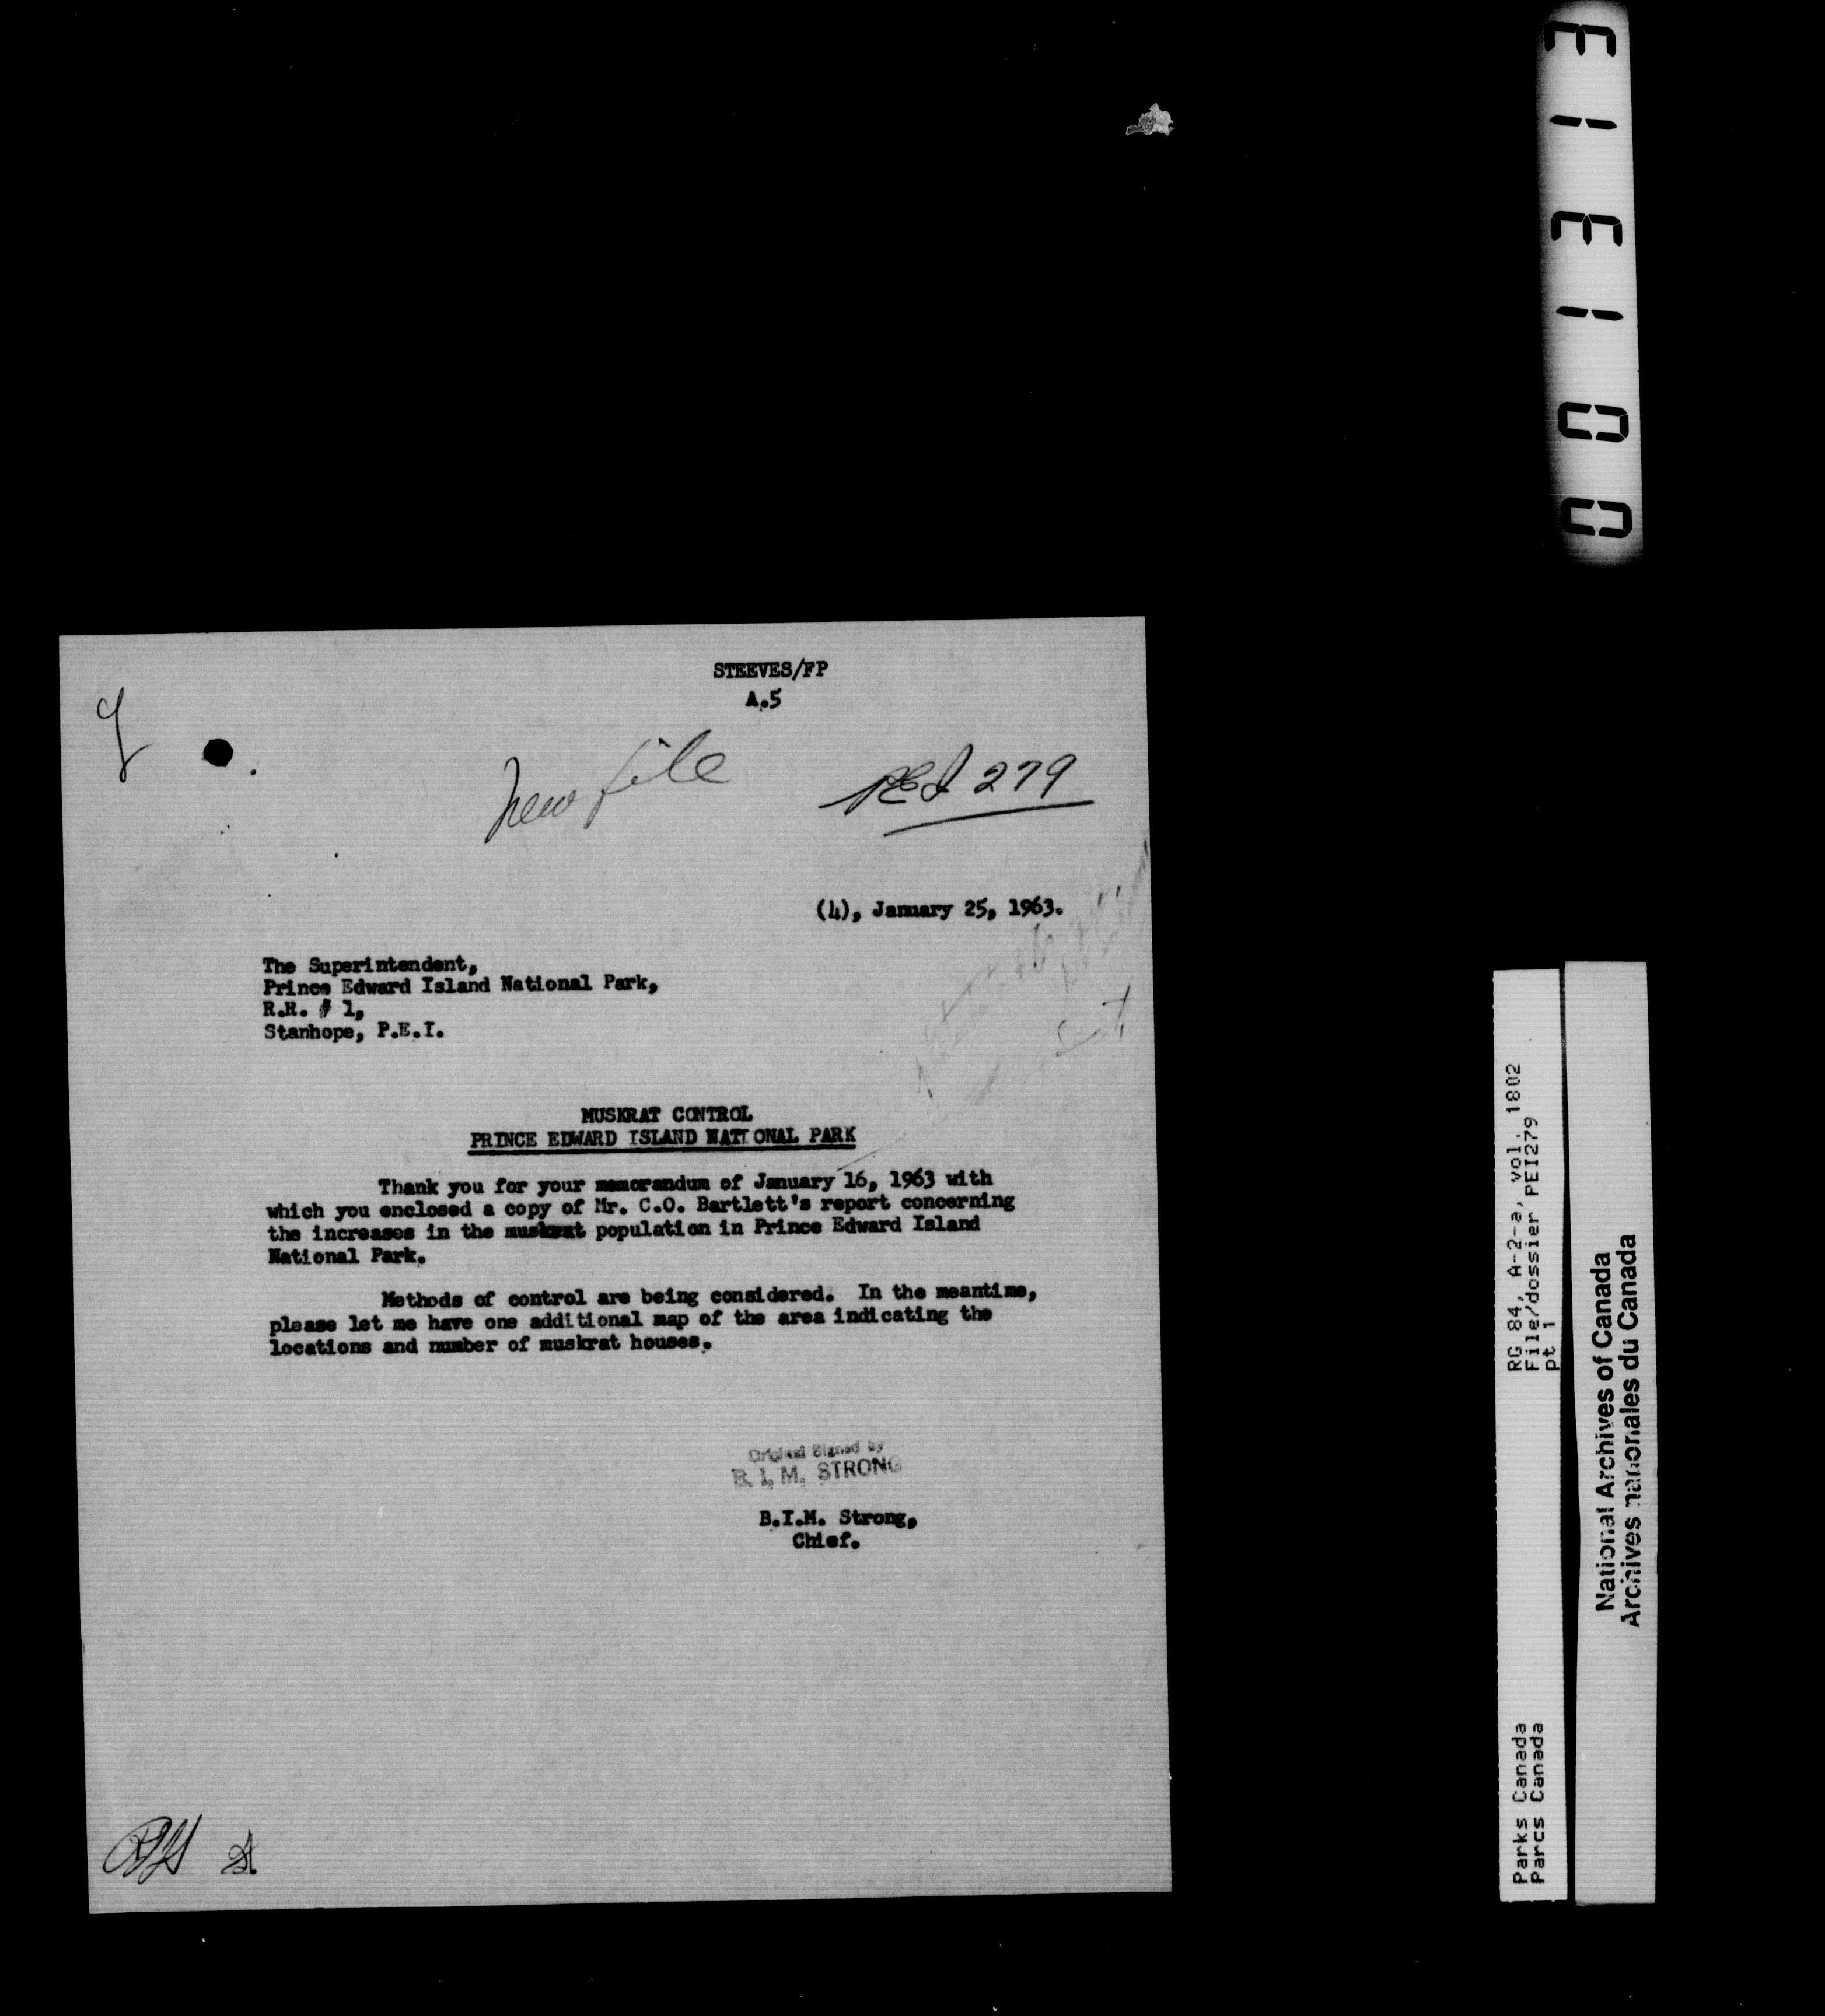 STEEVES/FP
A.5
New file
PEI 279
(4), January 25, 1963.
The Superintendent,
Prince Edward Island National Park,
R.R. # 1,
Stanhope, P.E.I.
MUSKRAT CONTROL
PRINCE EDWARD ISLAND NATIONAL PARK
Thank you for your memorandum of January 16, 1963 with
which you enclosed a copy of Mr. C.O. Bartlett's report concerning
the increases in the muskrat population in Prince Edward Island
National Park.
Methods of control are being considered. In the meantime,
please let me have one additional map of the area indicating the
locations and number of muskrat houses.
Original Signed by
B. I. M. STRONG
B.I.M. Strong,
Chief.
RG 84, A-2-a, vol. 1802
File/dossier PEI279
pt 1
Parks Canada
Parcs Canada
National Archives of Canada
Archives nationales du Canada